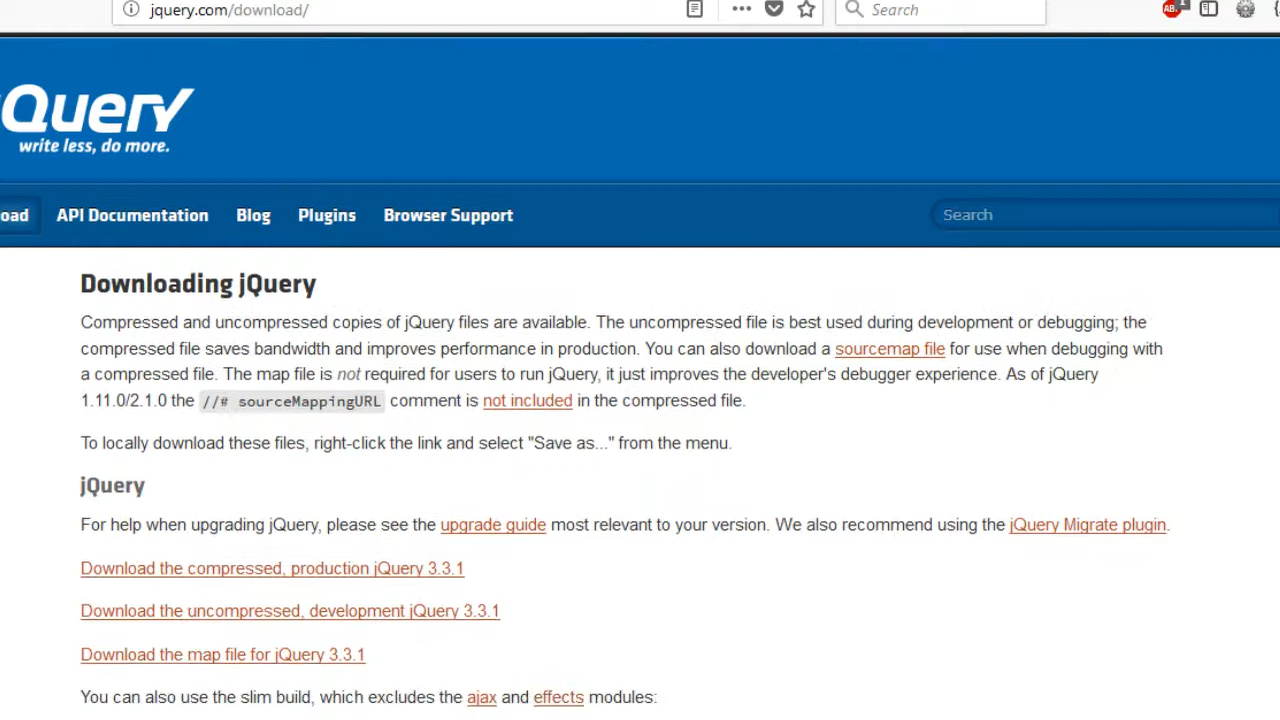 jquery.com/download/
Search
Query
write less, do more.
oad API Documentation Blog Plugins Browser Support Search
Downloading jQuery
Compressed and uncompressed copies of jQuery files are available. The uncompressed file is best used during development or debugging; the
compressed file saves bandwidth and improves performance in production. You can also download a sourcemap file for use when debugging with
a compressed file. The map file is not required for users to run jQuery, it just improves the developer's debugger experience. As of jQuery
1.11.0/2.1.0 the //# sourceMappingURL comment is not included in the compressed file.
To locally download these files, right-click the link and select "Save as..." from the menu.
jQuery
For help when upgrading jQuery, please see the upgrade guide most relevant to your version. We also recommend using the jQuery Migrate plugin.
Download the compressed, production jQuery 3.3.1
Download the uncompressed, development jQuery 3.3.1
Download the map file for jQuery 3.3.1
You can also use the slim build, which excludes the ajax and effects modules: